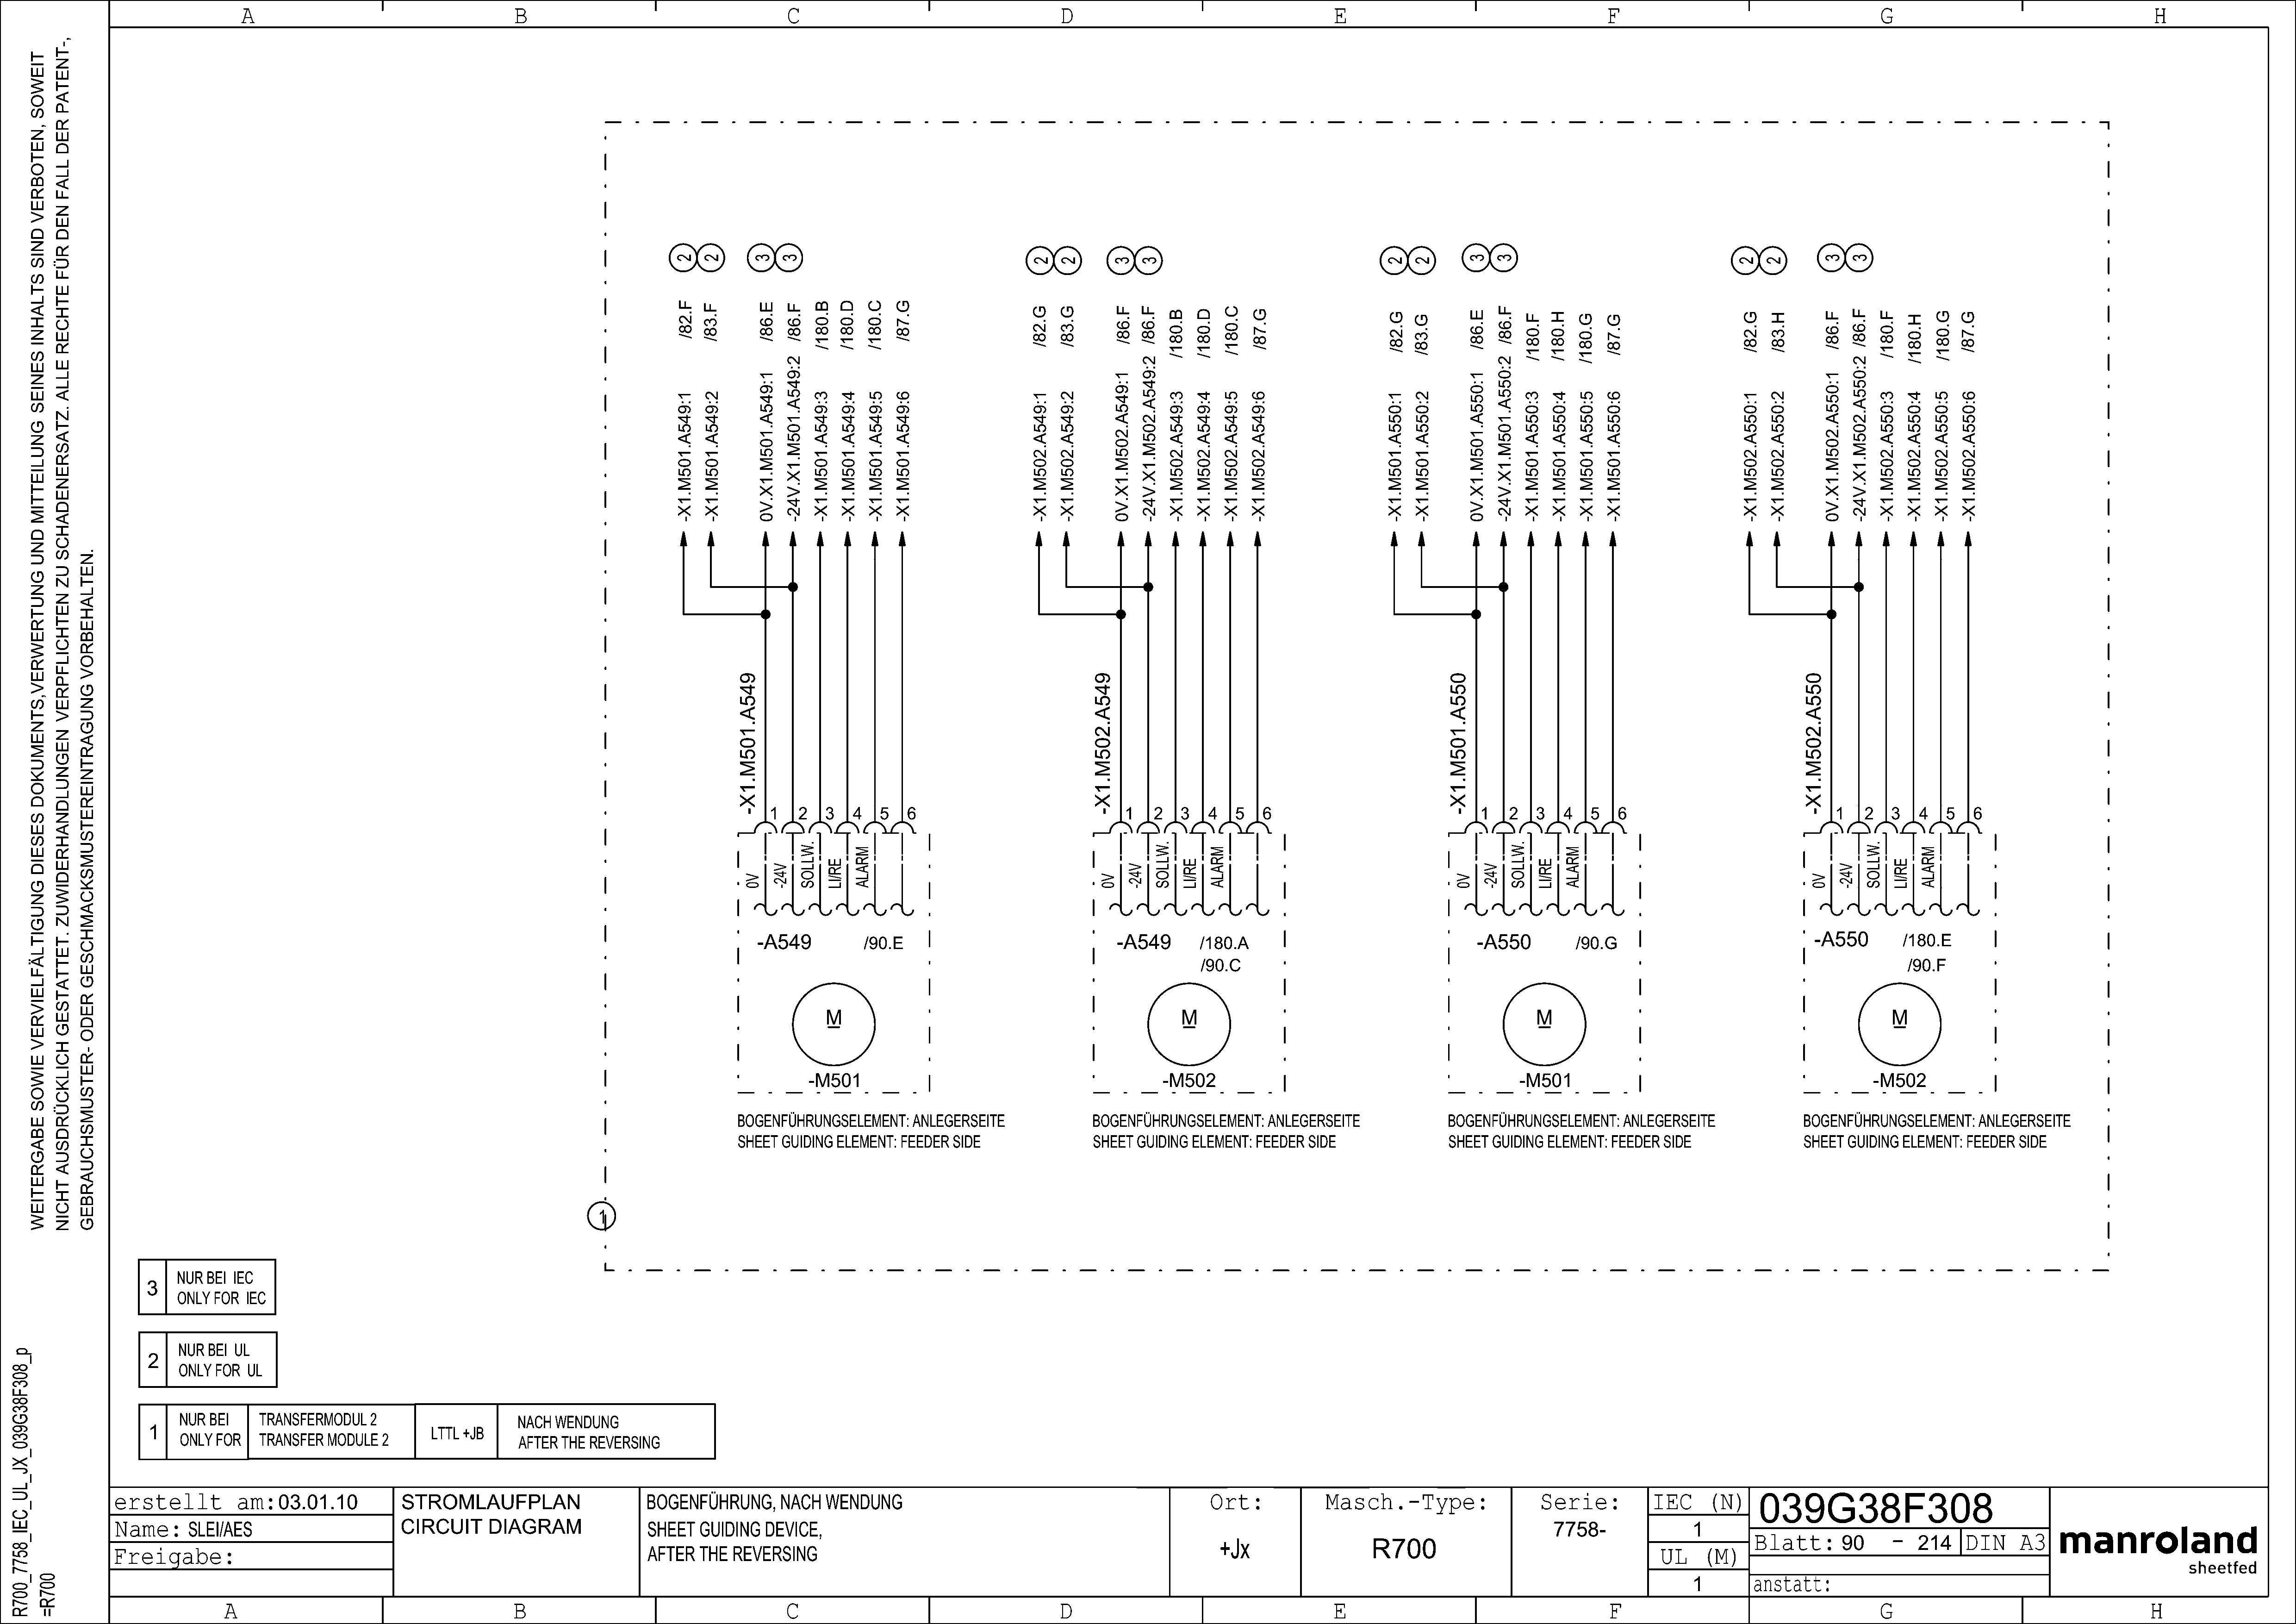 A B C D E F G H
WEITERGABE SOWIE VERVIELFÄLTIGUNG DIESES DOKUMENTS,VERWERTUNG UND MITTEILUNG SEINES INHALTS SIND VERBOTEN, SOWEIT
NICHT AUSDRÜCKLICH GESTATTET. ZUWIDERHANDLUNGEN VERPFLICHTEN ZU SCHADENERSATZ. ALLE RECHTE FÜR DEN FALL DER PATENT-,
GEBRAUCHSMUSTER- ODER GESCHMACKSMUSTEREINTRAGUNG VORBEHALTEN.
R700_7758_IEC_UL_JX_039G38F308_p
=R700
2 2 3 3
-X1.M501.A549:1 /82.F
-X1.M501.A549:2 /83.F
0V.X1.M501.A549:1 /86.E
-24V.X1.M501.A549:2 /86.F
-X1.M501.A549:3 /180.B
-X1.M501.A549:4 /180.D
-X1.M501.A549:5 /180.C
-X1.M501.A549:6 /87.G
-X1.M501.A549
1 2 3 4 5 6
0V -24V SOLLW. LI/RE ALARM
-A549 /90.E
M
-M501
BOGENFÜHRUNGSELEMENT: ANLEGERSEITE
SHEET GUIDING ELEMENT: FEEDER SIDE
2 2 3 3
-X1.M502.A549:1 /82.G
-X1.M502.A549:2 /83.G
0V.X1.M502.A549:1 /86.F
-24V.X1.M502.A549:2 /86.F
-X1.M502.A549:3 /180.B
-X1.M502.A549:4 /180.D
-X1.M502.A549:5 /180.C
-X1.M502.A549:6 /87.G
-X1.M502.A549
1 2 3 4 5 6
0V -24V SOLLW. LI/RE ALARM
-A549 /180.A
/90.C
M
-M502
BOGENFÜHRUNGSELEMENT: ANLEGERSEITE
SHEET GUIDING ELEMENT: FEEDER SIDE
2 2 3 3
-X1.M501.A550:1 /82.G
-X1.M501.A550:2 /83.G
0V.X1.M501.A550:1 /86.E
-24V.X1.M501.A550:2 /86.F
-X1.M501.A550:3 /180.F
-X1.M501.A550:4 /180.H
-X1.M501.A550:5 /180.G
-X1.M501.A550:6 /87.G
-X1.M501.A550
1 2 3 4 5 6
0V -24V SOLLW. LI/RE ALARM
-A550 /90.G
M
-M501
BOGENFÜHRUNGSELEMENT: ANLEGERSEITE
SHEET GUIDING ELEMENT: FEEDER SIDE
2 2 3 3
-X1.M502.A550:1 /82.G
-X1.M502.A550:2 /83.H
0V.X1.M502.A550:1 /86.F
-24V.X1.M502.A550:2 /86.F
-X1.M502.A550:3 /180.F
-X1.M502.A550:4 /180.H
-X1.M502.A550:5 /180.G
-X1.M502.A550:6 /87.G
-X1.M502.A550
1 2 3 4 5 6
0V -24V SOLLW. LI/RE ALARM
-A550 /180.E
/90.F
M
-M502
BOGENFÜHRUNGSELEMENT: ANLEGERSEITE
SHEET GUIDING ELEMENT: FEEDER SIDE
1
3 NUR BEI IEC
ONLY FOR IEC
2 NUR BEI UL
ONLY FOR UL
1 NUR BEI
ONLY FOR
TRANSFERMODUL 2
TRANSFER MODULE 2
LTTL +JB
NACH WENDUNG
AFTER THE REVERSING
erstellt am: 03.01.10
Name: SLEI/AES
Freigabe:
STROMLAUFPLAN
CIRCUIT DIAGRAM
BOGENFÜHRUNG, NACH WENDUNG
SHEET GUIDING DEVICE,
AFTER THE REVERSING
Ort:
+Jx
Masch.-Type:
R700
Serie:
7758-
IEC (N)
1
UL (M)
1
039G38F308
Blatt: 90 - 214 DIN A3
anstatt:
manroland
sheetfed
A B C D E F G H